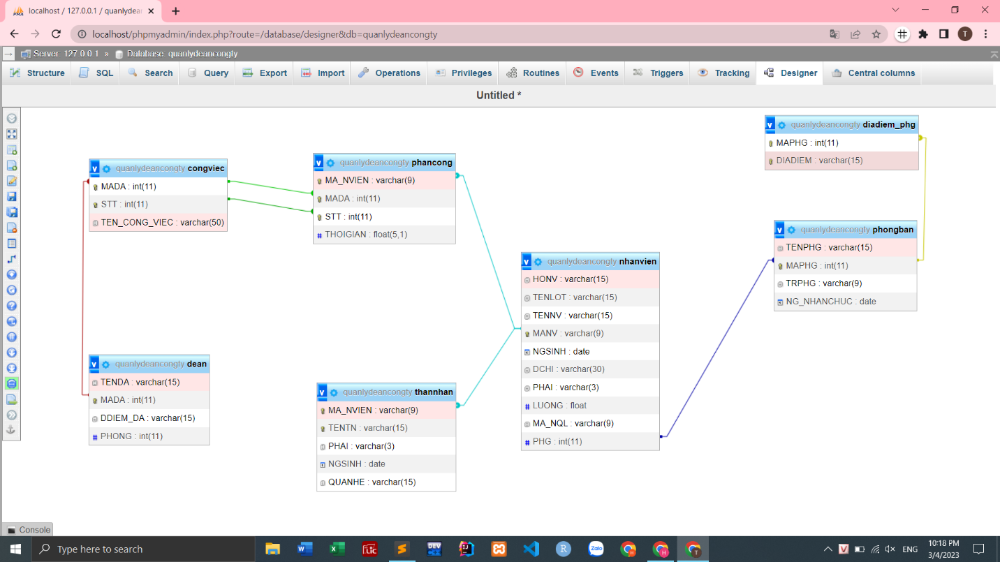 localhost / 127.0.0.1 / quanlydea
localhost/phpmyadmin/index.php?route=/database/designer&db=quanlydeancongty
T
Server: 127.0.0.1 » Database: quanlydeancongty
Structure SQL Search Query Export Import Operations Privileges Routines Events Triggers Tracking Designer Central columns
Untitled *
quanlydeancongty congviec
MADA : int(11)
STT : int(11)
TEN_CONG_VIEC : varchar(50)
quanlydeancongty phancong
MA_NVIEN : varchar(9)
MADA : int(11)
STT : int(11)
THOIGIAN : float(5,1)
quanlydeancongty diadiem_phg
MAPHG : int(11)
DIADIEM : varchar(15)
quanlydeancongty phongban
TENPHG : varchar(15)
MAPHG : int(11)
TRPHG : varchar(9)
NG_NHANCHUC : date
quanlydeancongty nhanvien
HONV : varchar(15)
TENLOT : varchar(15)
TENNV : varchar(15)
MANV : varchar(9)
NGSINH : date
DCHI : varchar(30)
PHAI : varchar(3)
LUONG : float
MA_NQL : varchar(9)
PHG : int(11)
quanlydeancongty dean
TENDA : varchar(15)
MADA : int(11)
DDIEM_DA : varchar(15)
PHONG : int(11)
quanlydeancongty thannhan
MA_NVIEN : varchar(9)
TENTN : varchar(15)
PHAI : varchar(3)
NGSINH : date
QUANHE : varchar(15)
Console
Type here to search
ENG
10:18 PM
3/4/2023